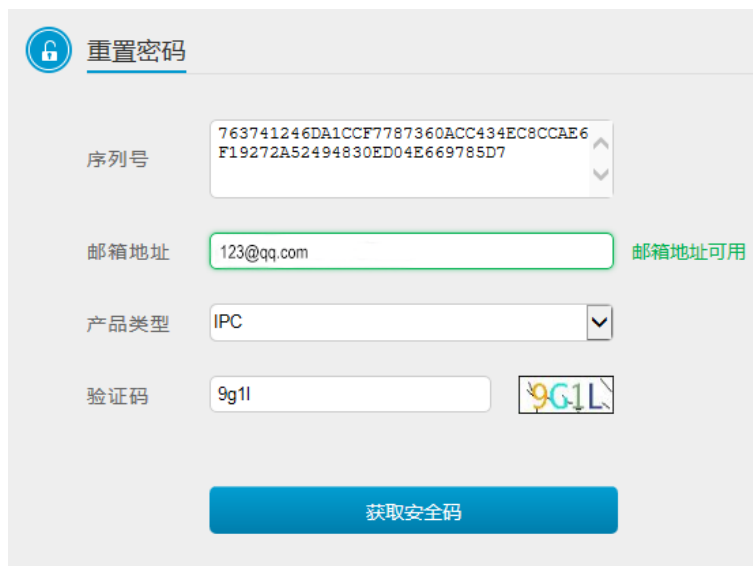 重置密码
序列号
763741246DA1CCF7787360ACC434EC8CCAE6
F19272A52494830ED04E669785D7
邮箱地址
123@qq.com
邮箱地址可用
产品类型
IPC
验证码
9g1l
9G1L
获取安全码